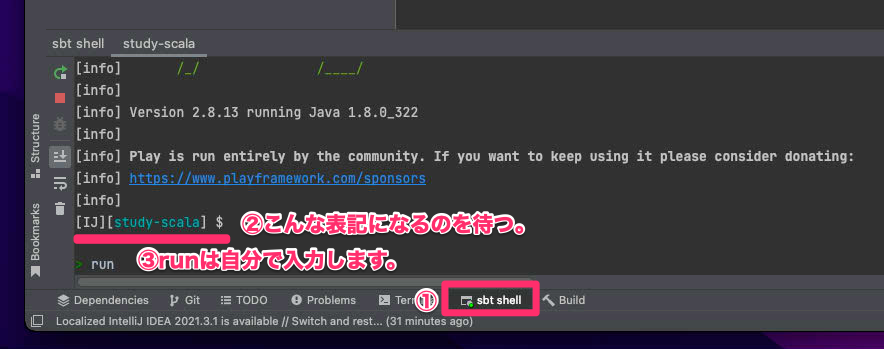 sbt shell study-scala
[info] /_/ /____/
[info]
[info] Version 2.8.13 running Java 1.8.0_322
[info]
[info] Play is run entirely by the community. If you want to keep using it please consider donating:
[info] https://www.playframework.com/sponsors
[info]
[IJ][study-scala] $ ②こんな表記になるのを待つ。
> run ③runは自分で入力します。
Structure
Bookmarks
Dependencies Git TODO Problems ① sbt shell Build
Localized IntelliJ IDEA 2021.3.1 is available // Switch and rest... (31 minutes ago)